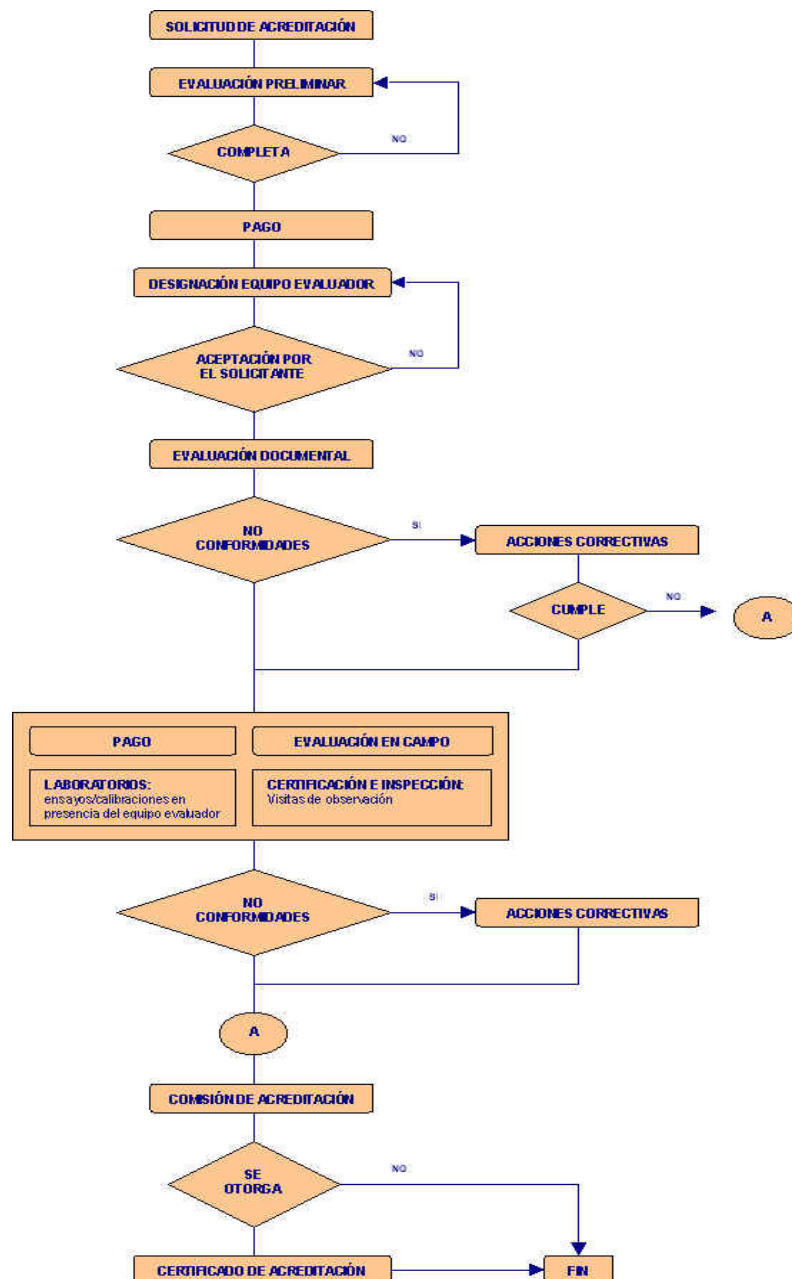 SOLICITUD DE ACREDITACIÓN
EVALUACIÓN PRELIMINAR
COMPLETA
NO
PAGO
DESIGNACIÓN EQUIPO EVALUADOR
ACEPTACIÓN POR
EL SOLICITANTE
NO
EVALUACIÓN DOCUMENTAL
NO
CONFORMIDADES
SI
ACCIONES CORRECTIVAS
CUMPLE
NO
A
PAGO
EVALUACIÓN EN CAMPO
LABORATORIOS:
ensayos/calibraciones en
presencia del equipo evaluador
CERTIFICACIÓN E INSPECCIÓN:
Visitas de observación
NO
CONFORMIDADES
SI
ACCIONES CORRECTIVAS
A
COMISIÓN DE ACREDITACIÓN
SE
OTORGA
NO
CERTIFICADO DE ACREDITACIÓN
FIN